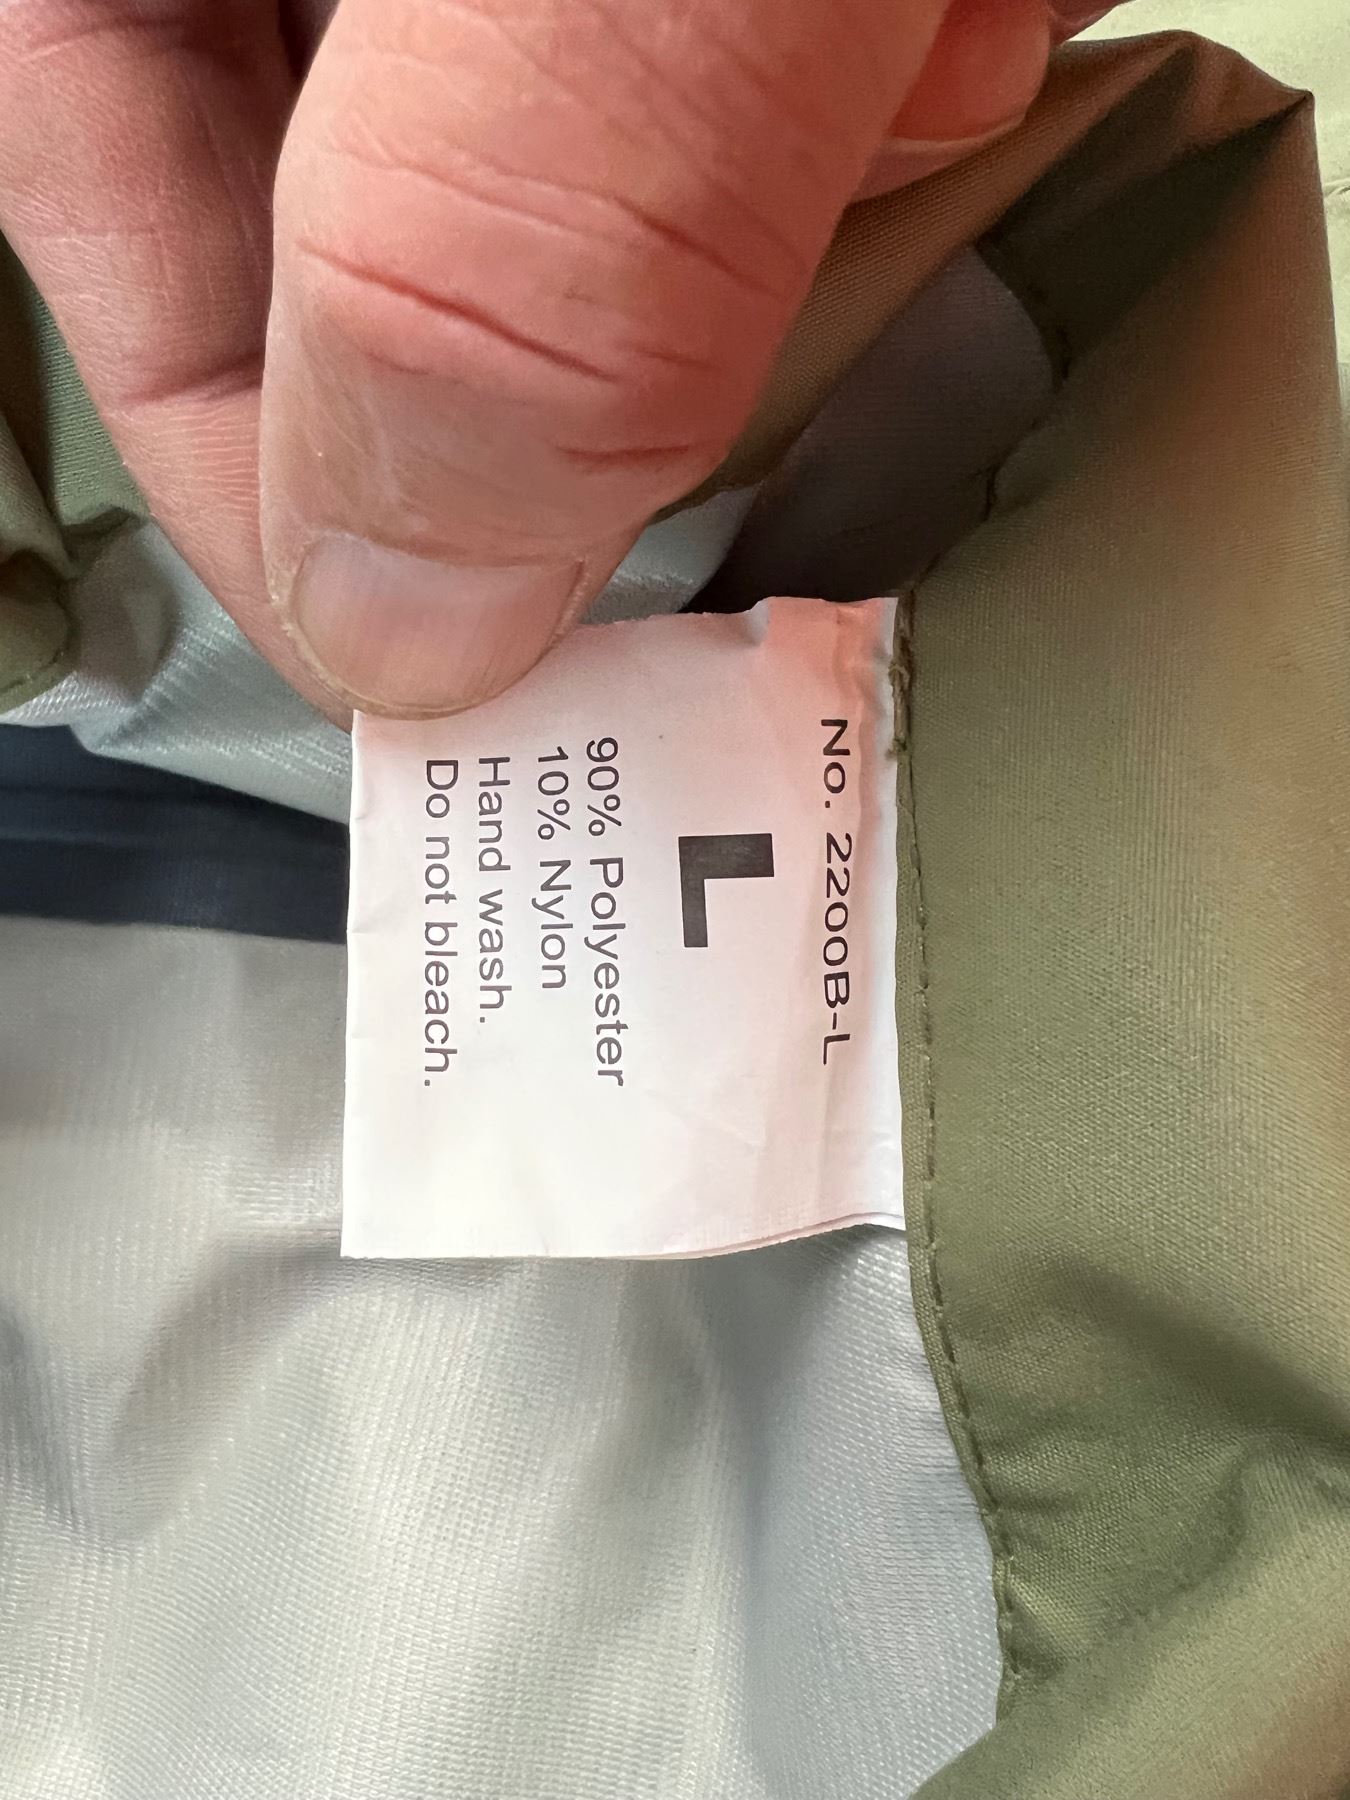 No. 2200B-L
L
90% Polyester
10% Nylon
Hand wash.
Do not bleach.